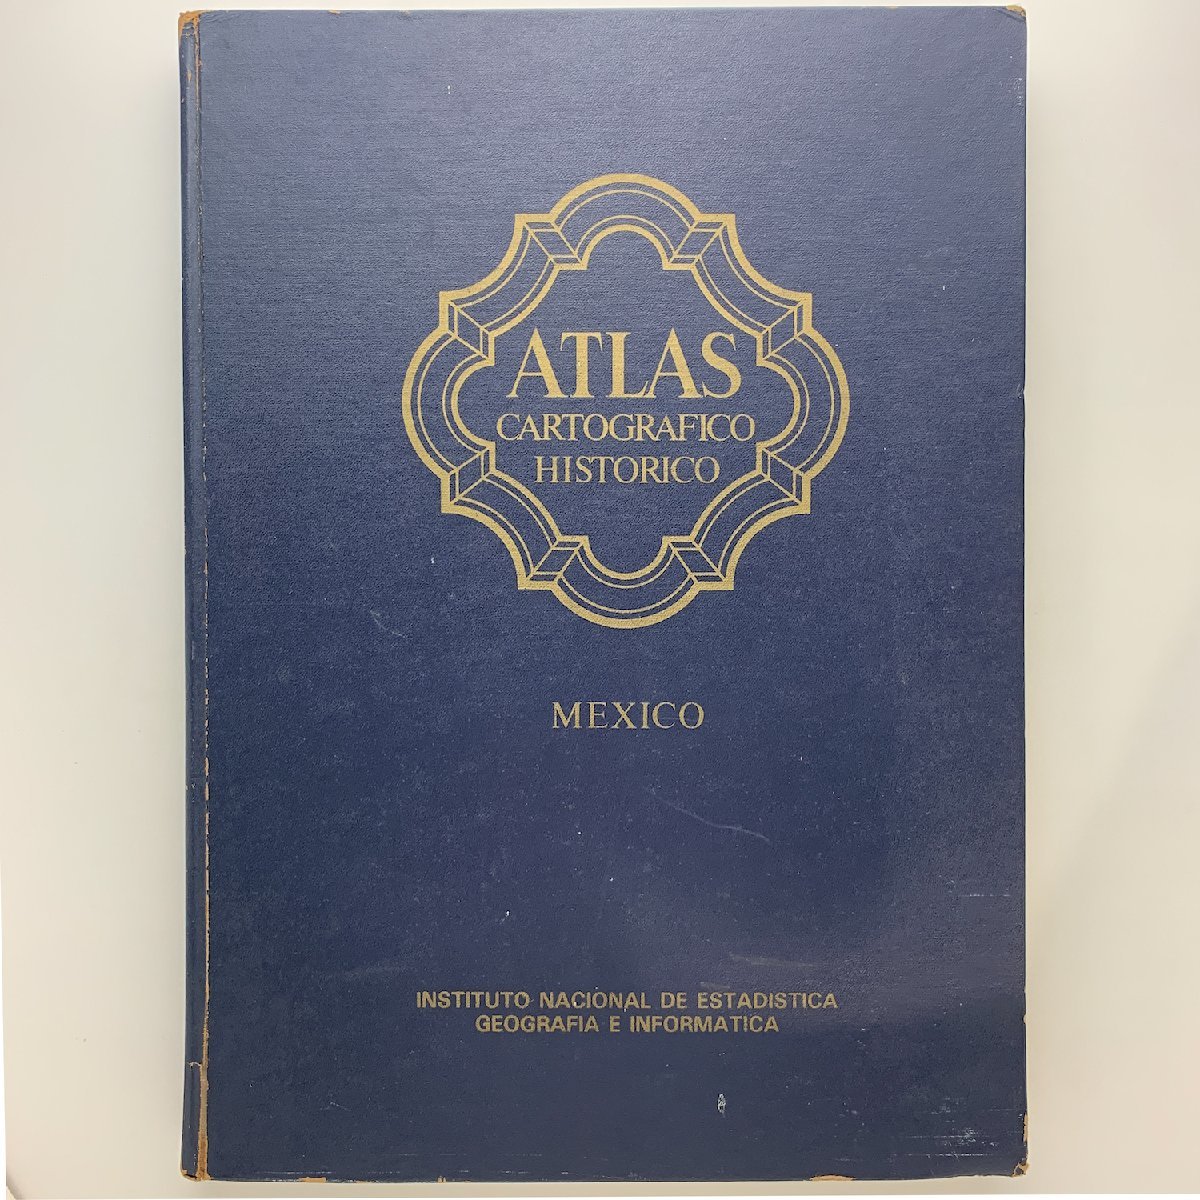 ATLAS
CARTOGRAFICO
HISTORICO
MEXICO
INSTITUTO NACIONAL DE ESTADISTICA
GEOGRAFIA E INFORMATICA